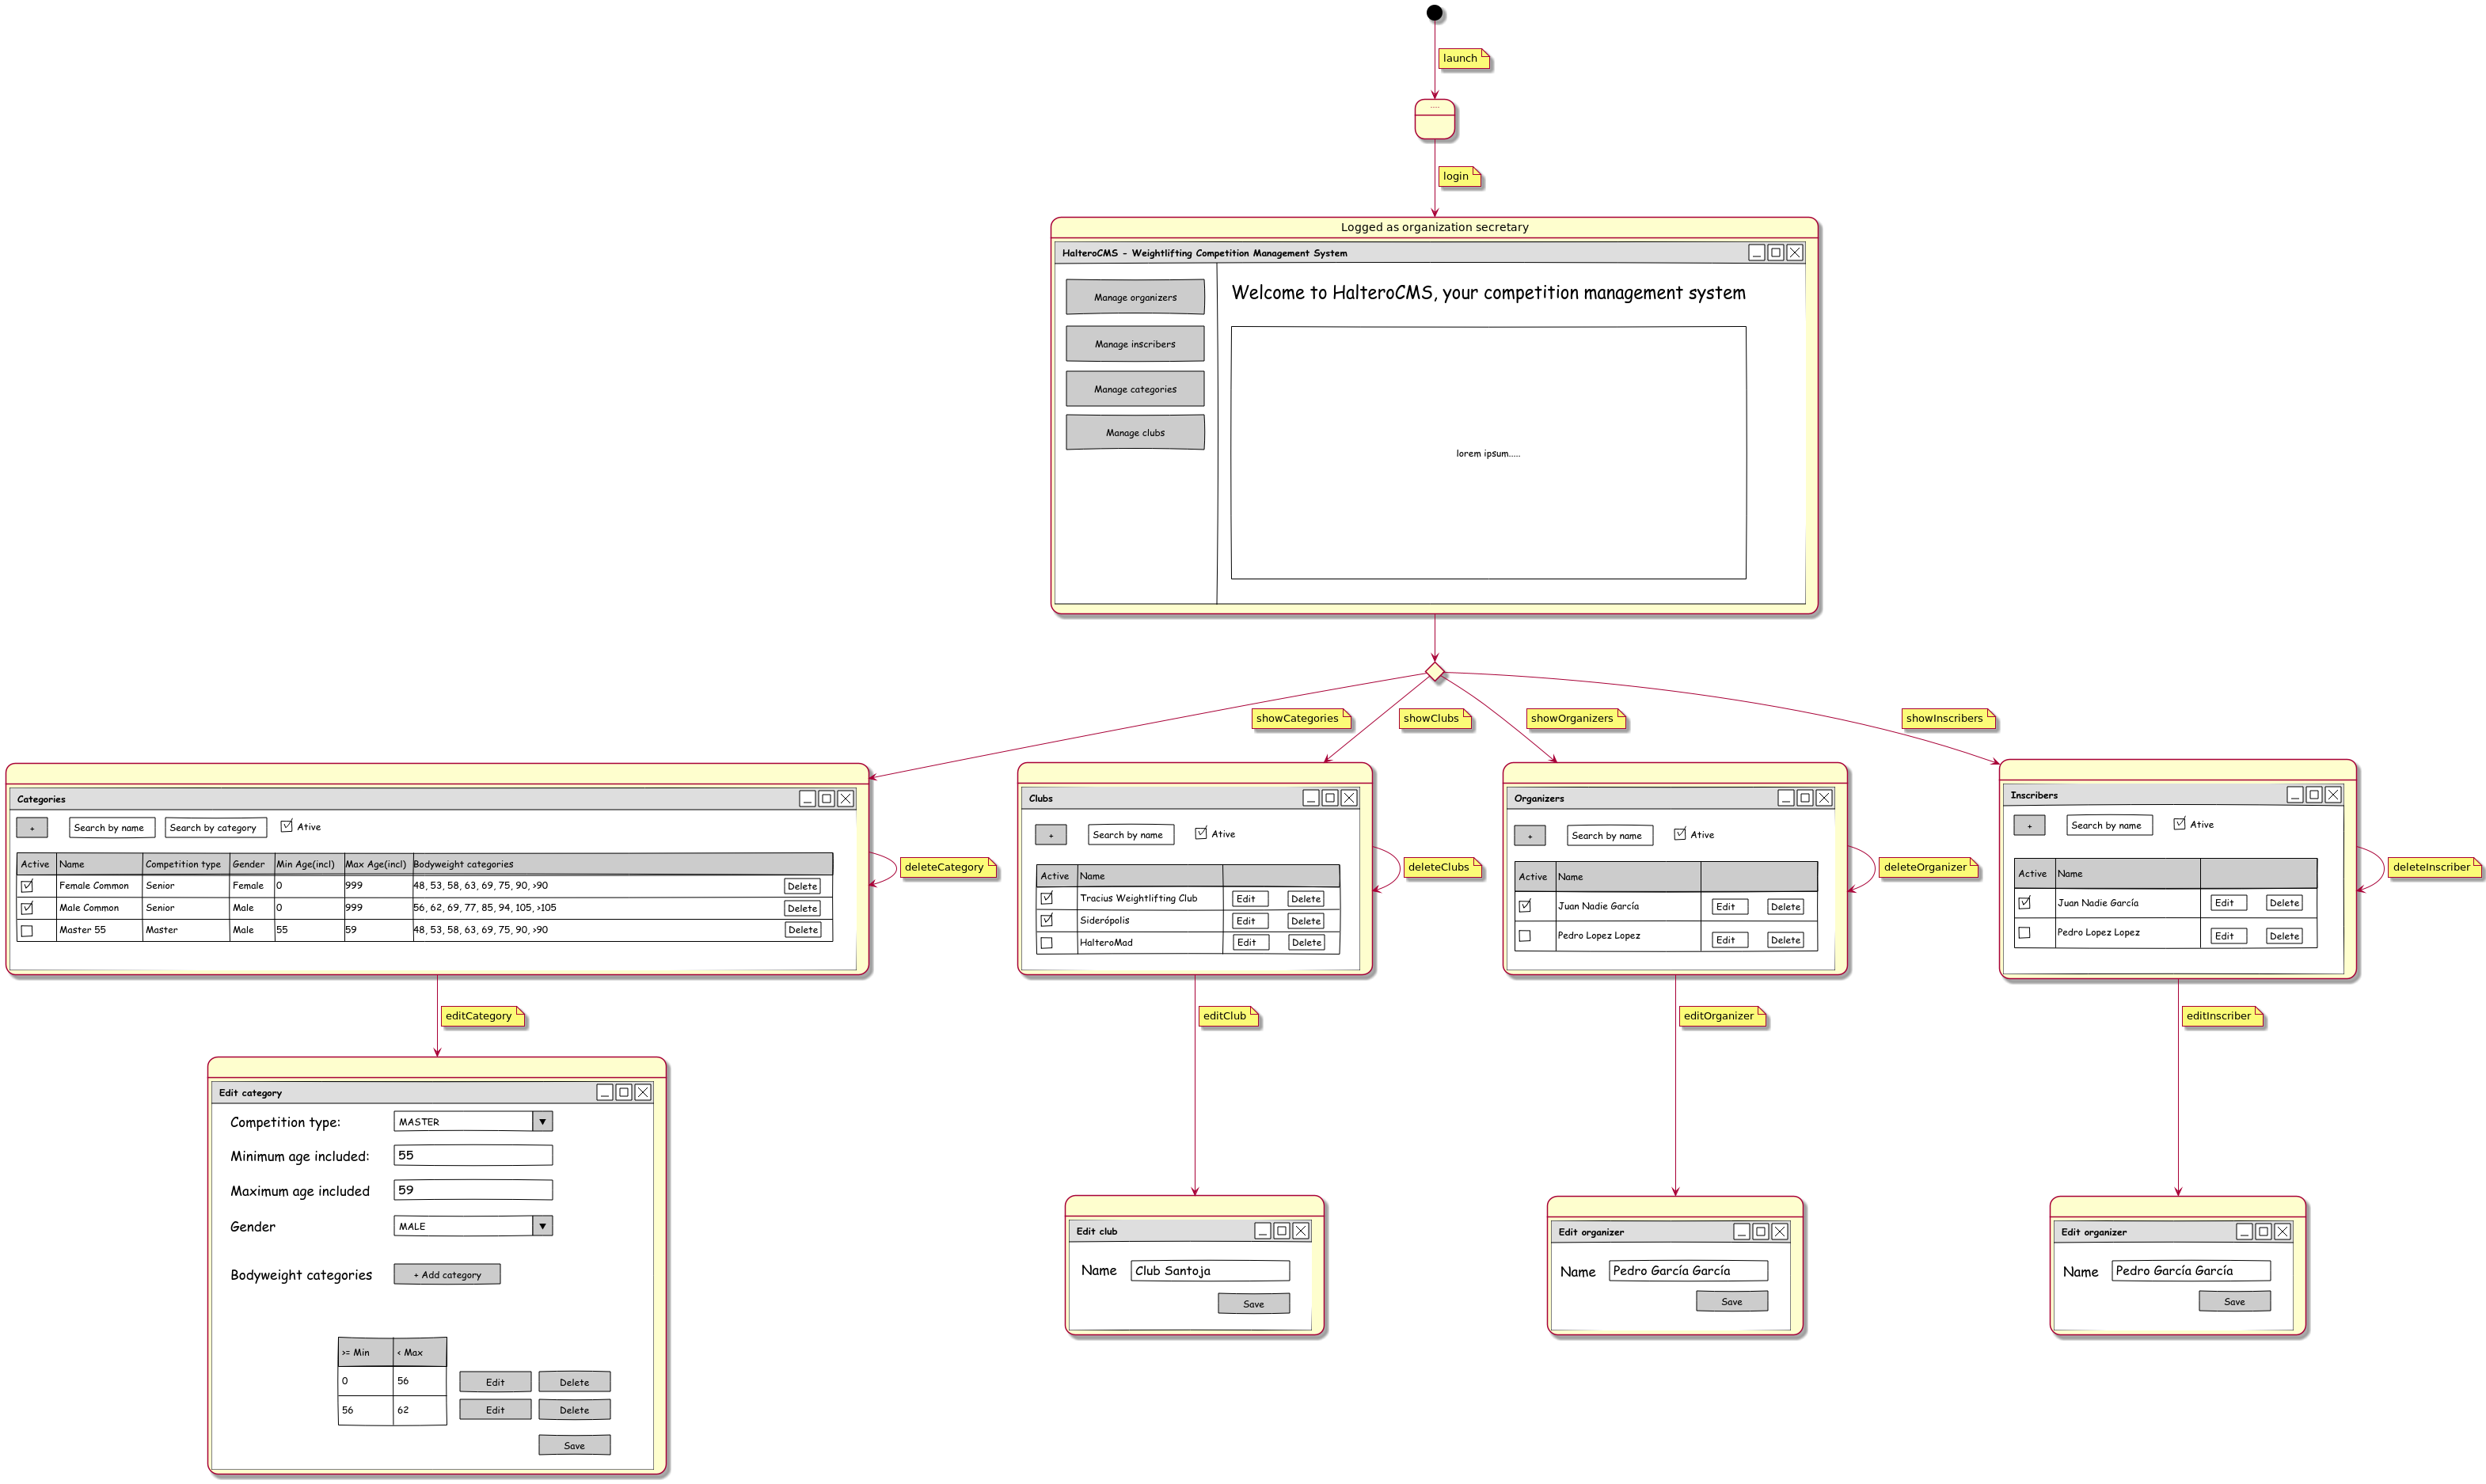 launch
....
login
Logged as organization secretary
HalteroCMS - Weightlifting Competition Management System
Manage organizers
Welcome to HalteroCMS, your competition management system
Manage inscribers
Manage categories
Manage clubs
lorem ipsum.....
showCategories
showClubs
showOrganizers
showInscribers
Categories
+ Search by name Search by category Ative
Active Name Competition type Gender Min Age(incl) Max Age(incl) Bodyweight categories
Female Common Senior Female 0 999 48, 53, 58, 63, 69, 75, 90, >90 Delete
Male Common Senior Male 0 999 56, 62, 69, 77, 85, 94, 105, >105 Delete
Master 55 Master Male 55 59 48, 53, 58, 63, 69, 75, 90, >90 Delete
deleteCategory
Clubs
+ Search by name Ative
Active Name
Tracius Weightlifting Club Edit Delete
Siderópolis Edit Delete
HalteroMad Edit Delete
deleteClubs
Organizers
+ Search by name Ative
Active Name
Juan Nadie García Edit Delete
Pedro Lopez Lopez Edit Delete
deleteOrganizer
Inscribers
+ Search by name Ative
Active Name
Juan Nadie García Edit Delete
Pedro Lopez Lopez Edit Delete
deleteInscriber
editCategory
editClub
editOrganizer
editInscriber
Edit category
Competition type: MASTER
Minimum age included: 55
Maximum age included 59
Gender MALE
Bodyweight categories + Add category
>= Min < Max
0 56 Edit Delete
56 62 Edit Delete
Save
Edit club
Name Club Santoja
Save
Edit organizer
Name Pedro García García
Save
Edit organizer
Name Pedro García García
Save